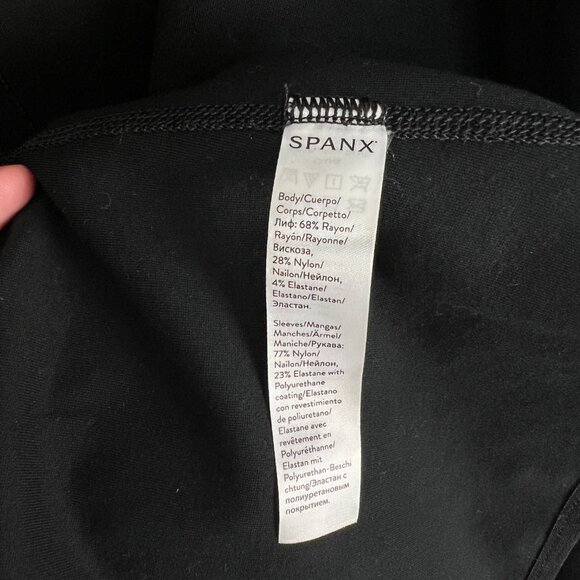 SPANX
Body/Cuerpo/
Corps/Corpetto/
Лиф: 68% Rayon/
Rayón/Rayonne/
Вискоза,
28% Nylon/
Nailon/Нейлон,
4% Elastane/
Elastano/Elastan/
Эластан.
Sleeves/Mangas/
Manches/Ärmel/
Maniche/Рукава:
77% Nylon/
Nailon/Нейлон,
23% Elastane with
Polyurethane
coating/Elastano
con revestimiento
de poliuretano/
Elastane avec
revêtement en
Polyuréthanne/
Elastan mit
Polyurethan-Beschi
chtung/Эластан с
полиуретановым
покрытием.